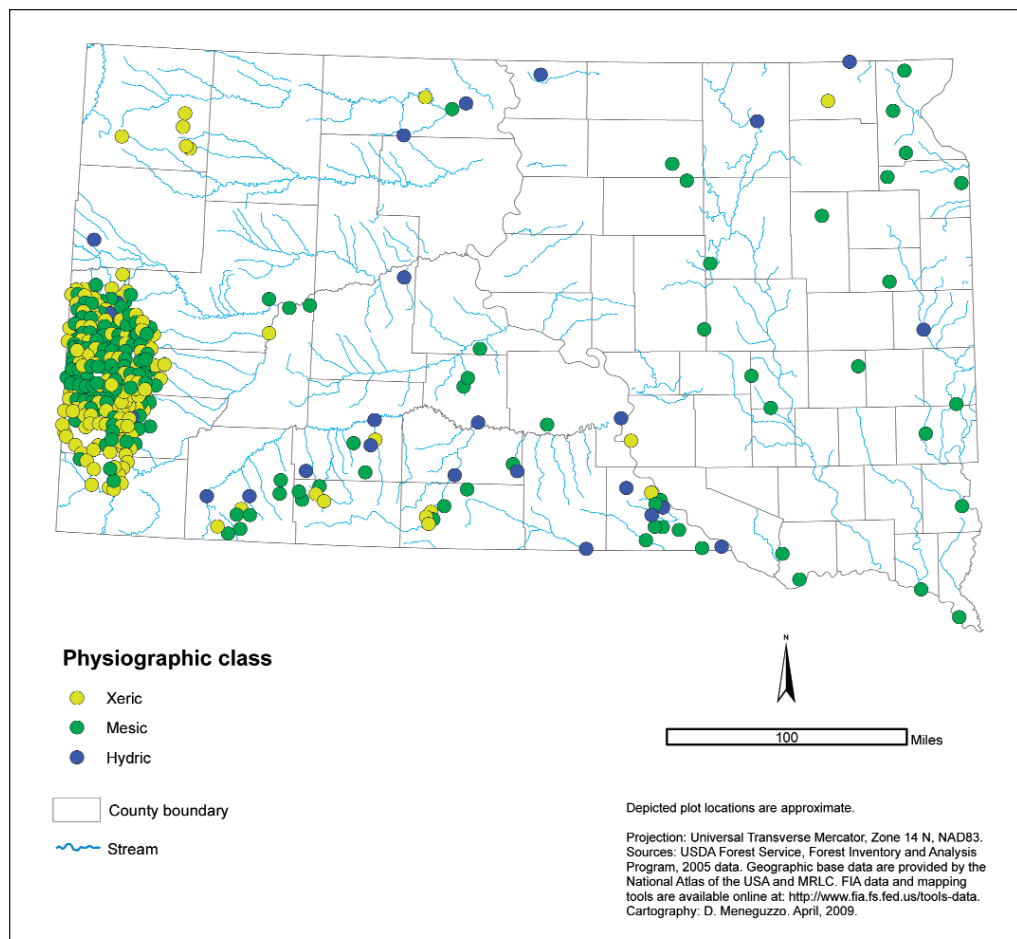 Physiographic class
Xeric
Mesic
Hydric
County boundary
Stream
N
100 Miles
Depicted plot locations are approximate.
Projection: Universal Transverse Mercator, Zone 14 N, NAD83.
Sources: USDA Forest Service, Forest Inventory and Analysis
Program, 2005 data. Geographic base data are provided by the
National Atlas of the USA and MRLC. FIA data and mapping
tools are available online at: http://www.fia.fs.fed.us/tools-data.
Cartography: D. Meneguzzo. April, 2009.